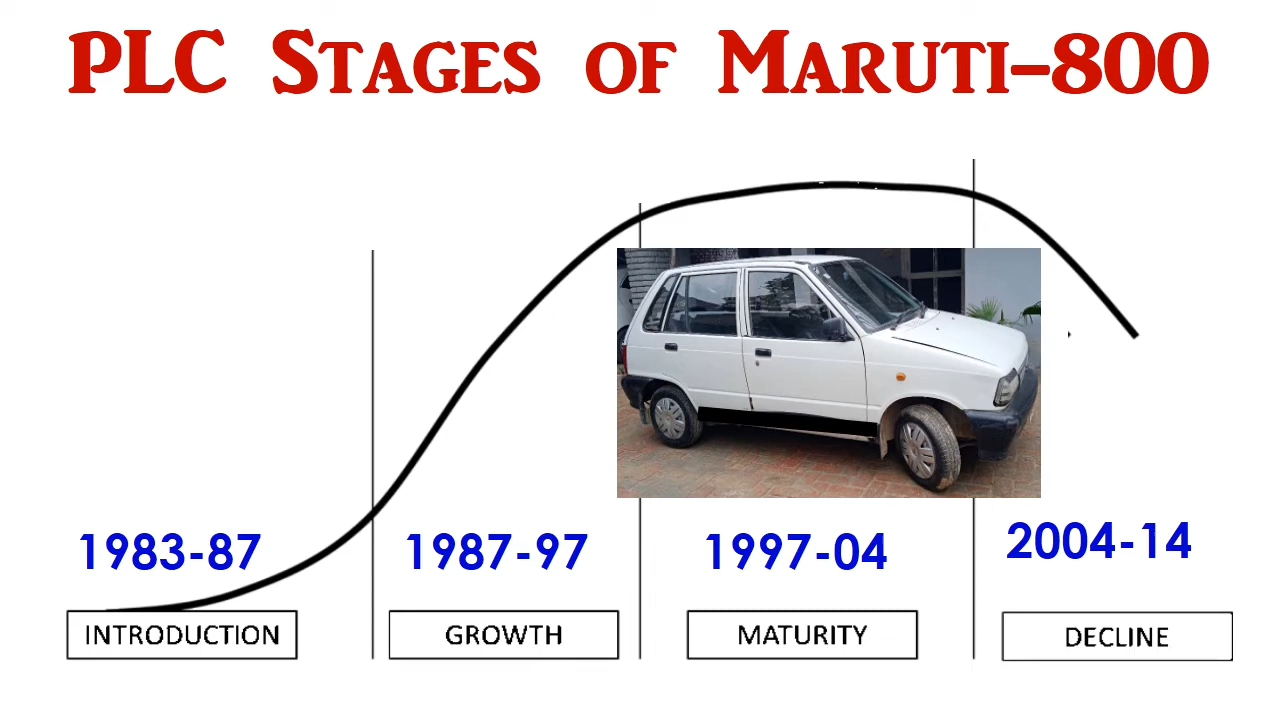 PLC Stages of Maruti-800
1983-87
1987-97
1997-04
2004-14
INTRODUCTION
GROWTH
MATURITY
DECLINE